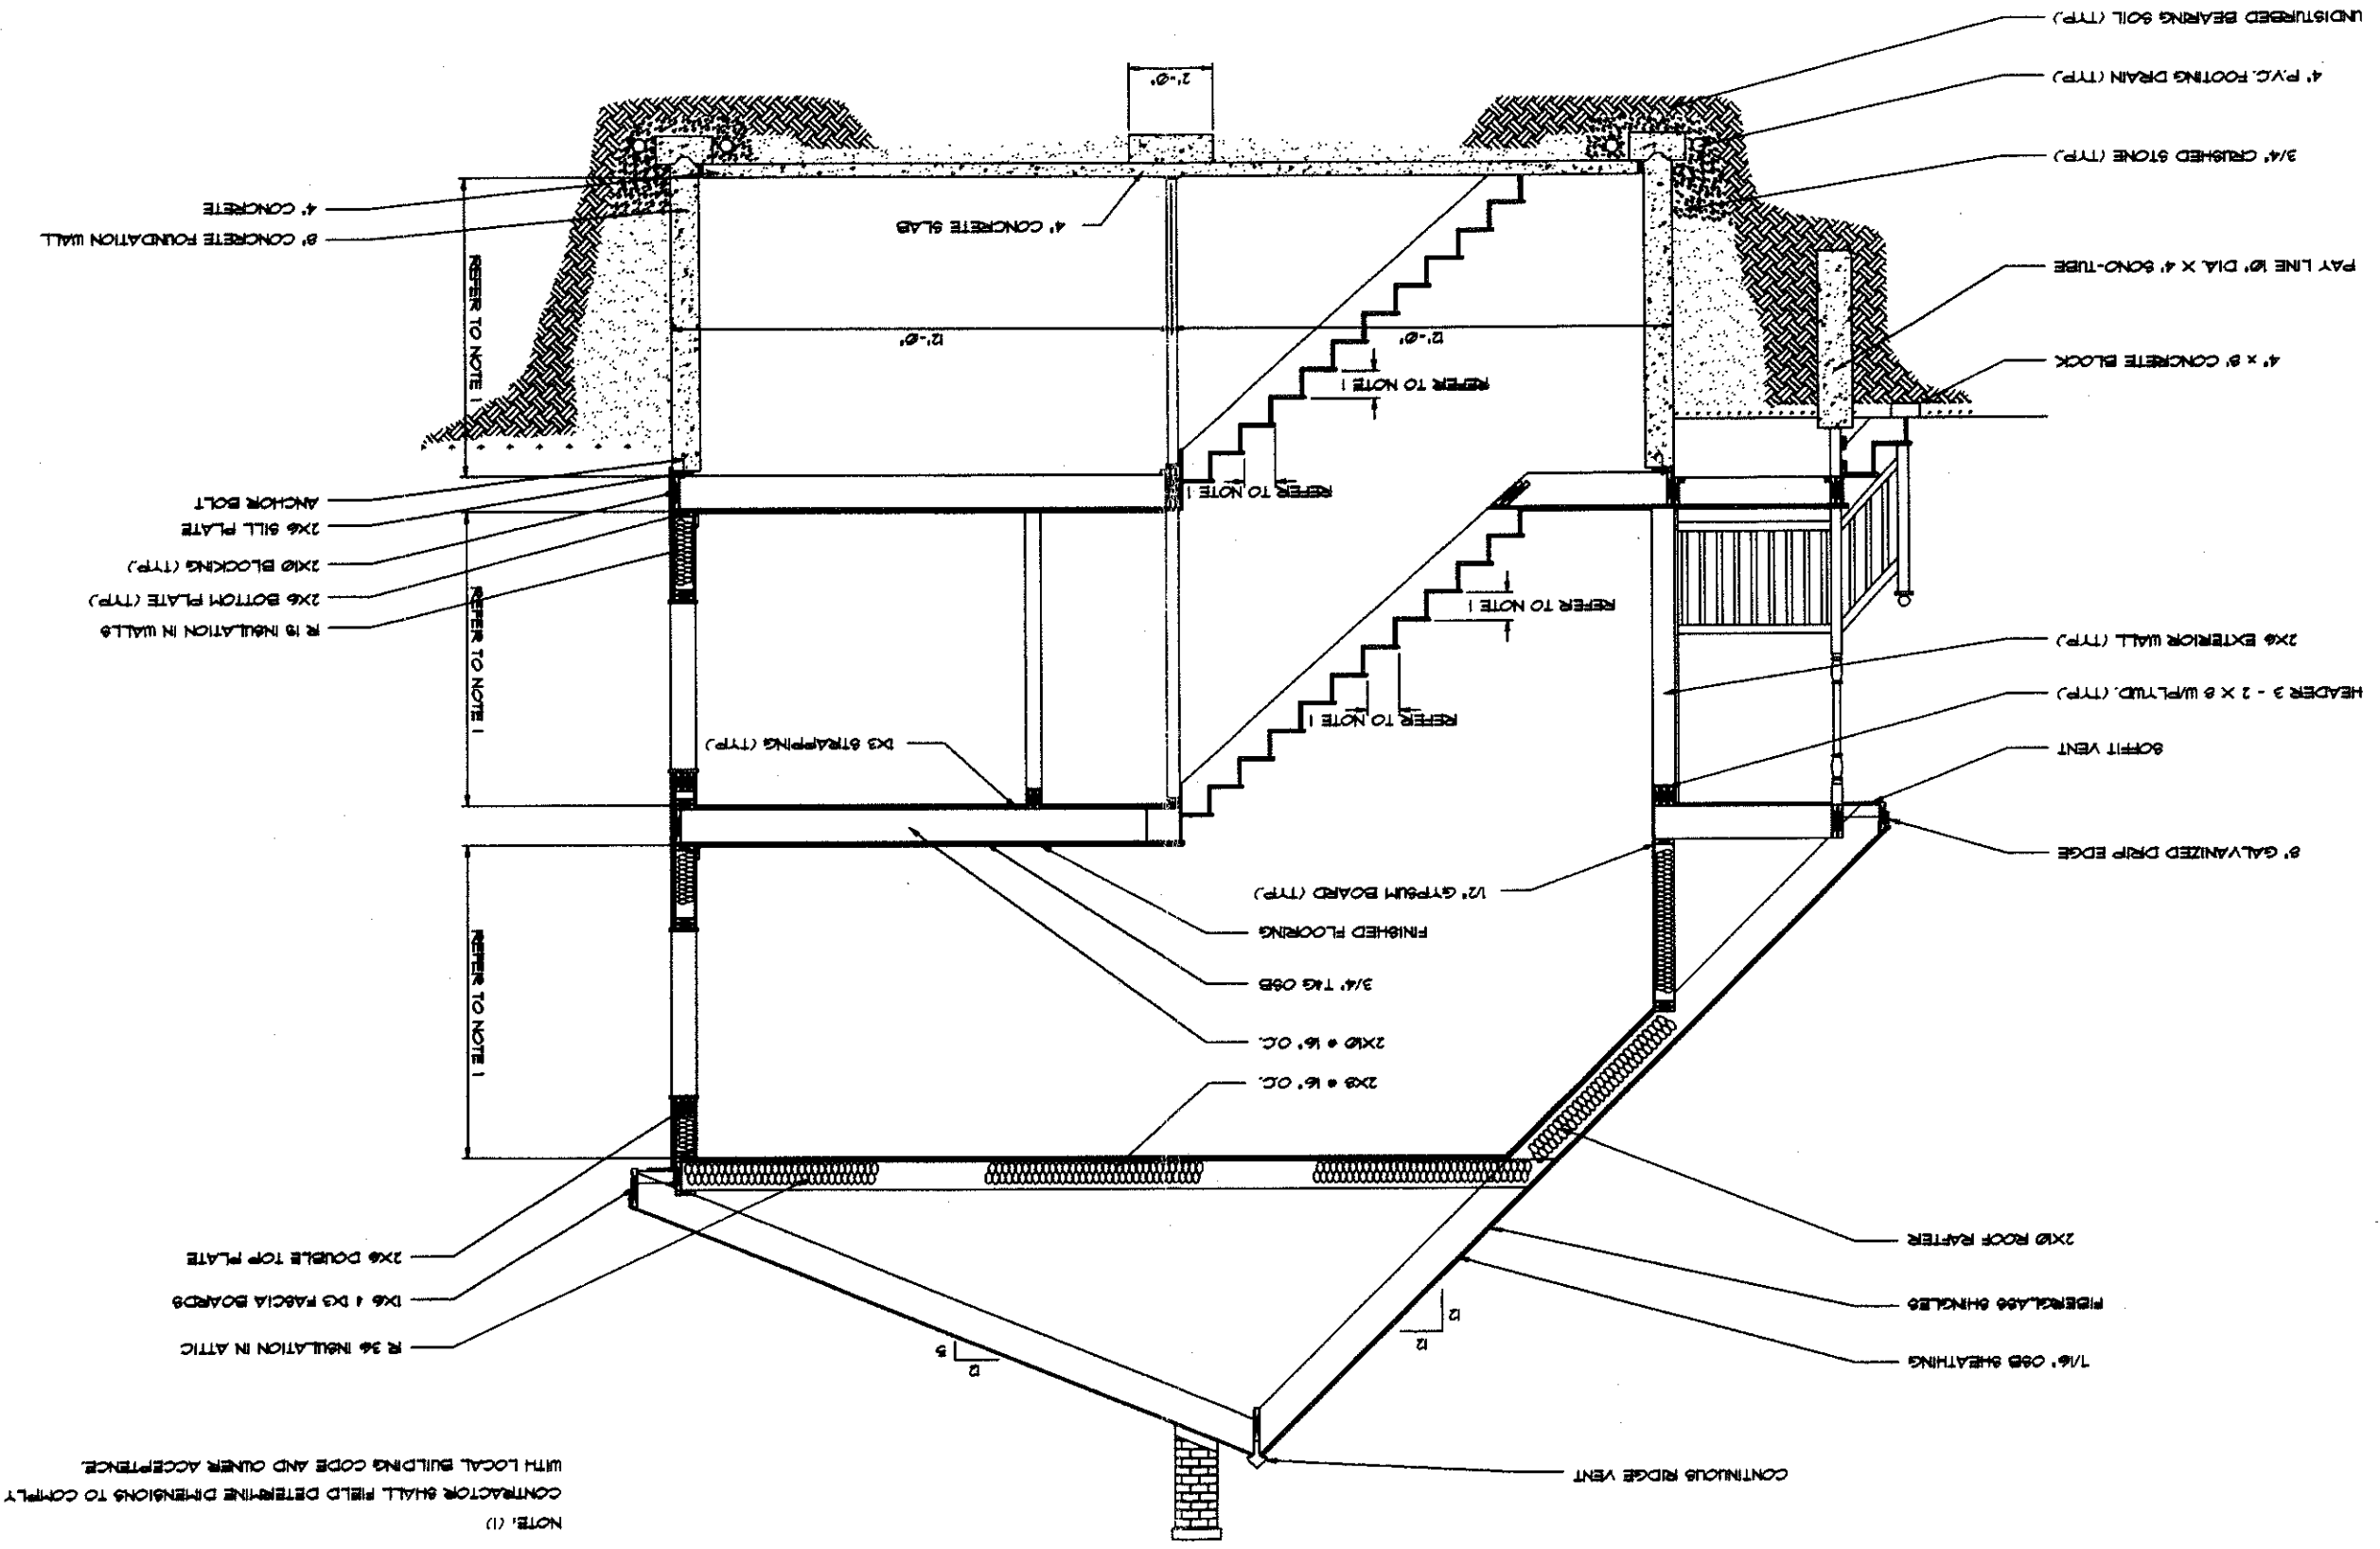 NOTE: (1)
CONTRACTOR SHALL FIELD DETERMINE DIMENSIONS TO COMPLY
WITH LOCAL BUILDING CODE AND OWNER ACCEPTENCE.
CONTINUOUS RIDGE VENT
7/16" OSB SHEATHING
FIBERGLASS SHINGLES
2X10 ROOF RAFTER
12
12
12
5
R 36 INSULATION IN ATTIC
1X6 & 1X3 FASCIA BOARDS
2X6 DOUBLE TOP PLATE
2X8 @ 16" O.C.
2X10 @ 16" O.C.
3/4" T&G OSB
FINISHED FLOORING
1/2" GYPSUM BOARD (TYP.)
REFER TO NOTE 1
8" GALVANIZED DRIP EDGE
SOFFIT VENT
HEADER 3 - 2 X 8 W/PLYWD. (TYP.)
2X6 EXTERIOR WALL (TYP.)
1X3 STRAPPING (TYP.)
REFER TO NOTE 1
REFER TO NOTE 1
REFER TO NOTE 1
R 19 INSULATION IN WALLS
2X6 BOTTOM PLATE (TYP.)
2X10 BLOCKING (TYP.)
2X6 SILL PLATE
ANCHOR BOLT
REFER TO NOTE 1
REFER TO NOTE 1
REFER TO NOTE 1
4" x 8" CONCRETE BLOCK
PAY LINE 10" DIA. X 4' SONO-TUBE
3/4" CRUSHED STONE (TYP.)
4" P.V.C. FOOTING DRAIN (TYP.)
UNDISTURBED BEARING SOIL (TYP.)
12'-0"
12'-0"
4" CONCRETE SLAB
8" CONCRETE FOUNDATION WALL
4" CONCRETE
2'-0"